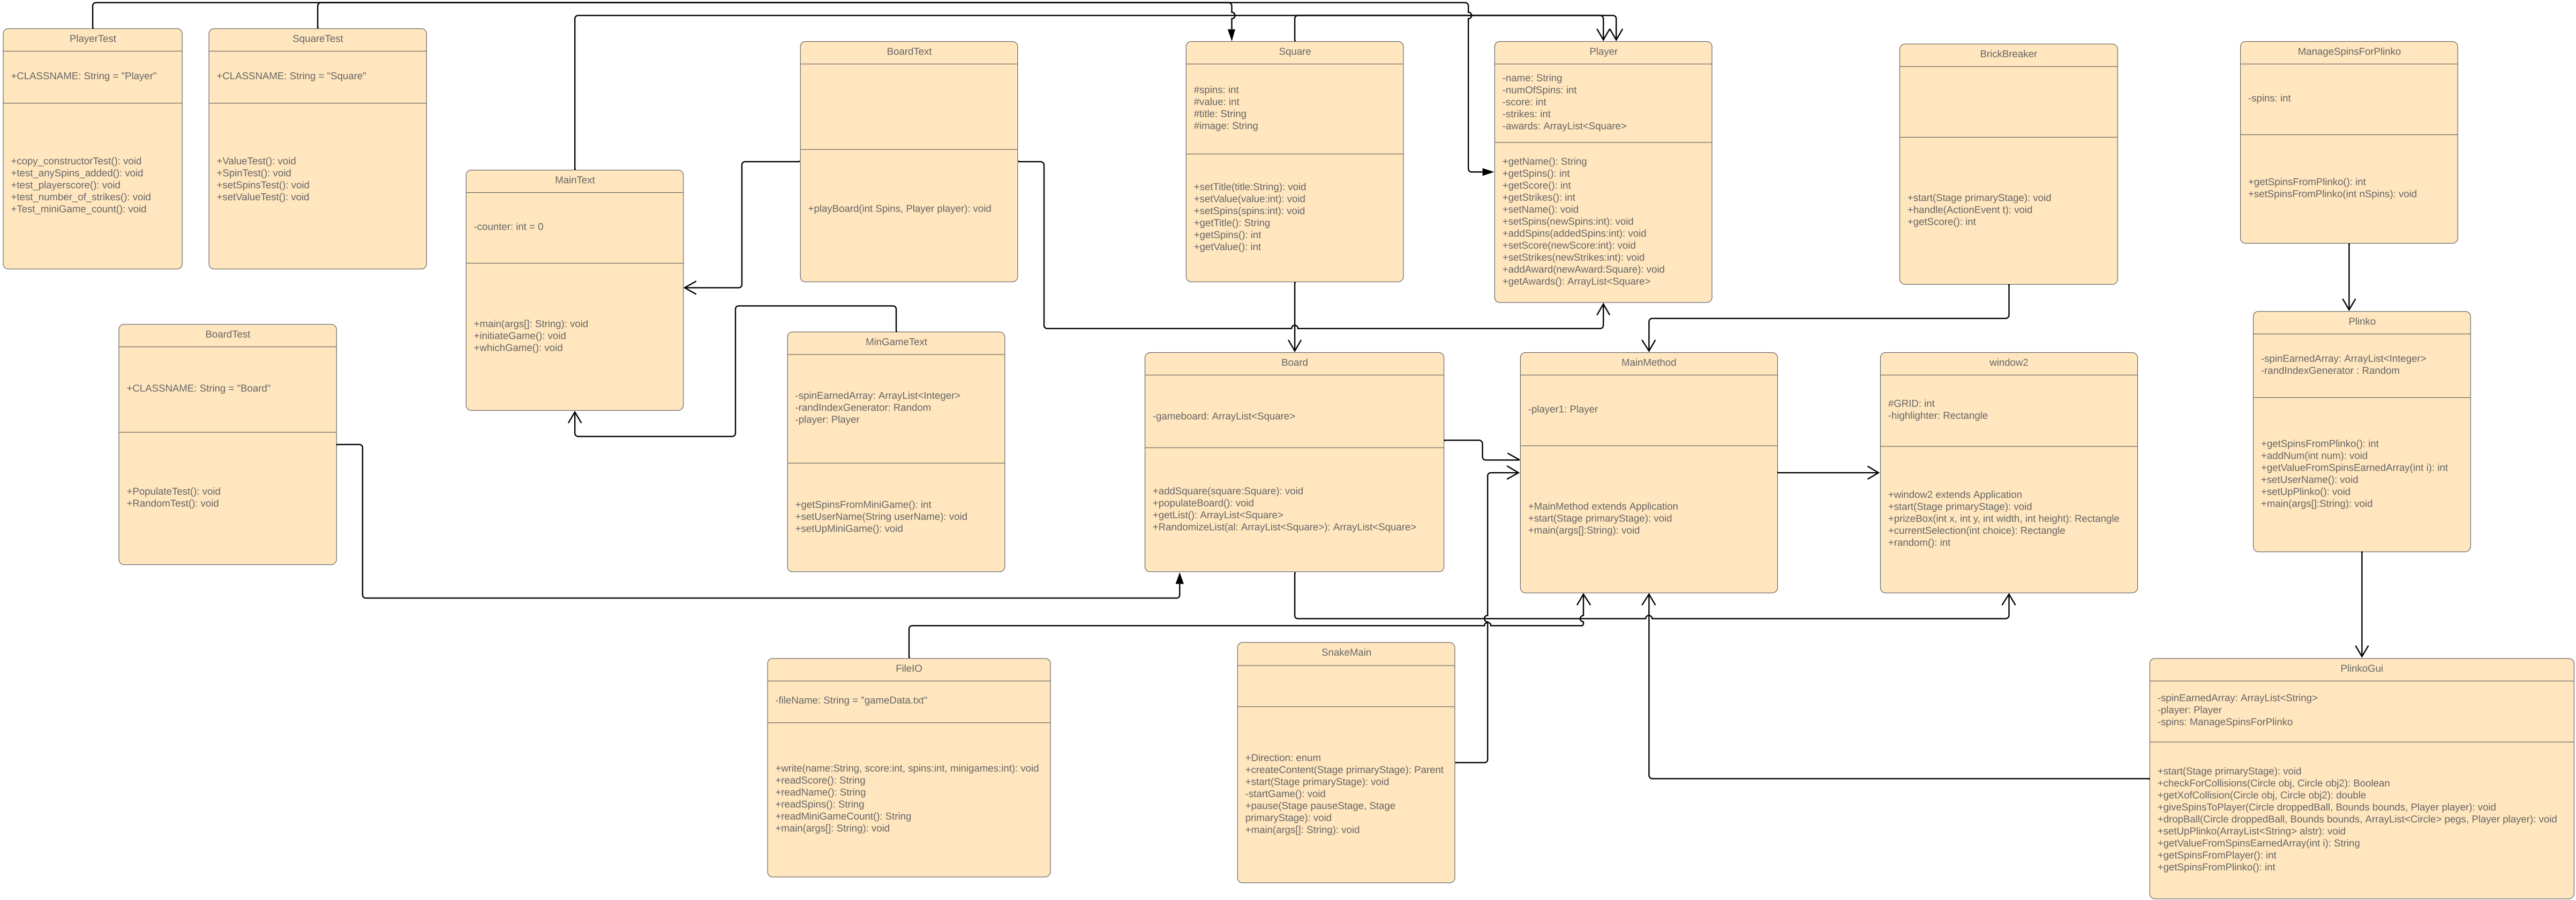 PlayerTest
+CLASSNAME: String = "Player"
+copy_constructorTest(): void
+test_anySpins_added(): void
+test_playerscore(): void
+test_number_of_strikes(): void
+Test_miniGame_count(): void
SquareTest
+CLASSNAME: String = "Square"
+ValueTest(): void
+SpinTest(): void
+setSpinsTest(): void
+setValueTest(): void
MainText
-counter: int = 0
+main(args[]: String): void
+initiateGame(): void
+whichGame(): void
BoardText
+playBoard(int Spins, Player player): void
Square
#spins: int
#value: int
#title: String
#image: String
+setTitle(title:String): void
+setValue(value:int): void
+setSpins(spins:int): void
+getTitle(): String
+getSpins(): int
+getValue(): int
Player
-name: String
-numOfSpins: int
-score: int
-strikes: int
-awards: ArrayList<Square>
+getName(): String
+getSpins(): int
+getScore(): int
+getStrikes(): int
+setName(): void
+setSpins(newSpins:int): void
+addSpins(addedSpins:int): void
+setScore(newScore:int): void
+setStrikes(newStrikes:int): void
+addAward(newAward:Square): void
+getAwards(): ArrayList<Square>
BrickBreaker
+start(Stage primaryStage): void
+handle(ActionEvent t): void
+getScore(): int
ManageSpinsForPlinko
-spins: int
+getSpinsFromPlinko(): int
+setSpinsFromPlinko(int nSpins): void
BoardTest
+CLASSNAME: String = "Board"
+PopulateTest(): void
+RandomTest(): void
MinGameText
-spinEarnedArray: ArrayList<Integer>
-randIndexGenerator: Random
-player: Player
+getSpinsFromMiniGame(): int
+setUserName(String userName): void
+setUpMiniGame(): void
Board
-gameboard: ArrayList<Square>
+addSquare(square:Square): void
+populateBoard(): void
+getList(): ArrayList<Square>
+RandomizeList(al: ArrayList<Square>): ArrayList<Square>
MainMethod
-player1: Player
+MainMethod extends Application
+start(Stage primaryStage): void
+main(args[]:String): void
window2
#GRID: int
-highlighter: Rectangle
+window2 extends Application
+start(Stage primaryStage): void
+prizeBox(int x, int y, int width, int height): Rectangle
+currentSelection(int choice): Rectangle
+random(): int
Plinko
-spinEarnedArray: ArrayList<Integer>
-randIndexGenerator : Random
+getSpinsFromPlinko(): int
+addNum(int num): void
+getValueFromSpinsEarnedArray(int i): int
+setUserName(): void
+setUpPlinko(): void
+main(args[]:String): void
FileIO
-fileName: String = "gameData.txt"
+write(name:String, score:int, spins:int, minigames:int): void
+readScore(): String
+readName(): String
+readSpins(): String
+readMiniGameCount(): String
+main(args[]: String): void
SnakeMain
+Direction: enum
+createContent(Stage primaryStage): Parent
+start(Stage primaryStage): void
-startGame(): void
+pause(Stage pauseStage, Stage
primaryStage): void
+main(args[]: String): void
PlinkoGui
-spinEarnedArray: ArrayList<String>
-player: Player
-spins: ManageSpinsForPlinko
+start(Stage primaryStage): void
+checkForCollisions(Circle obj, Circle obj2): Boolean
+getXofCollision(Circle obj, Circle obj2): double
+giveSpinsToPlayer(Circle droppedBall, Bounds bounds, Player player): void
+dropBall(Circle droppedBall, Bounds bounds, ArrayList<Circle> pegs, Player player): void
+setUpPlinko(ArrayList<String> alstr): void
+getValueFromSpinsEarnedArray(int i): String
+getSpinsFromPlayer(): int
+getSpinsFromPlinko(): int